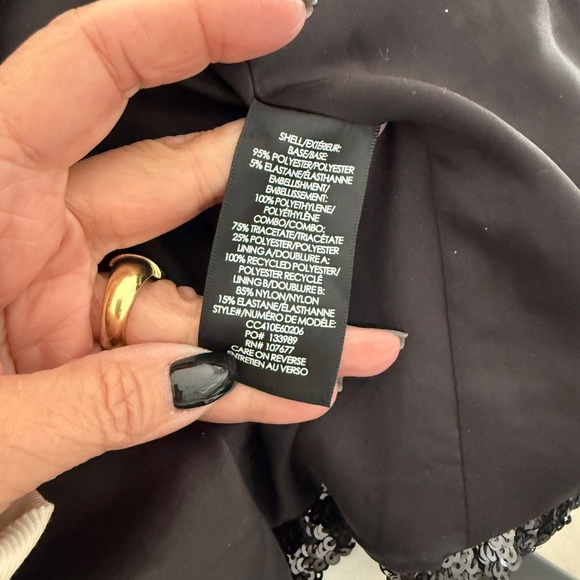 SHELL/EXTÉRIEUR:
BASE/BASE:
95% POLYESTER/POLYESTER
5% ELASTANE/ÉLASTHANNE
EMBELLISHMENT/
EMBELLISSEMENT:
100% POLYETHYLENE/
POLYÉTHYLÈNE
COMBO/COMBO:
75% TRIACETATE/TRIACÉTATE
25% POLYESTER/POLYESTER
LINING A/DOUBLURE A:
100% RECYCLED POLYESTER/
POLYESTER RECYCLÉ
LINING B/DOUBLURE B:
85% NYLON/NYLON
15% ELASTANE/ÉLASTHANNE
STYLE#/NUMÉRO DE MODÈLE:
CC410E60206
PO# 133989
RN# 107677
CARE ON REVERSE
ENTRETIEN AU VERSO